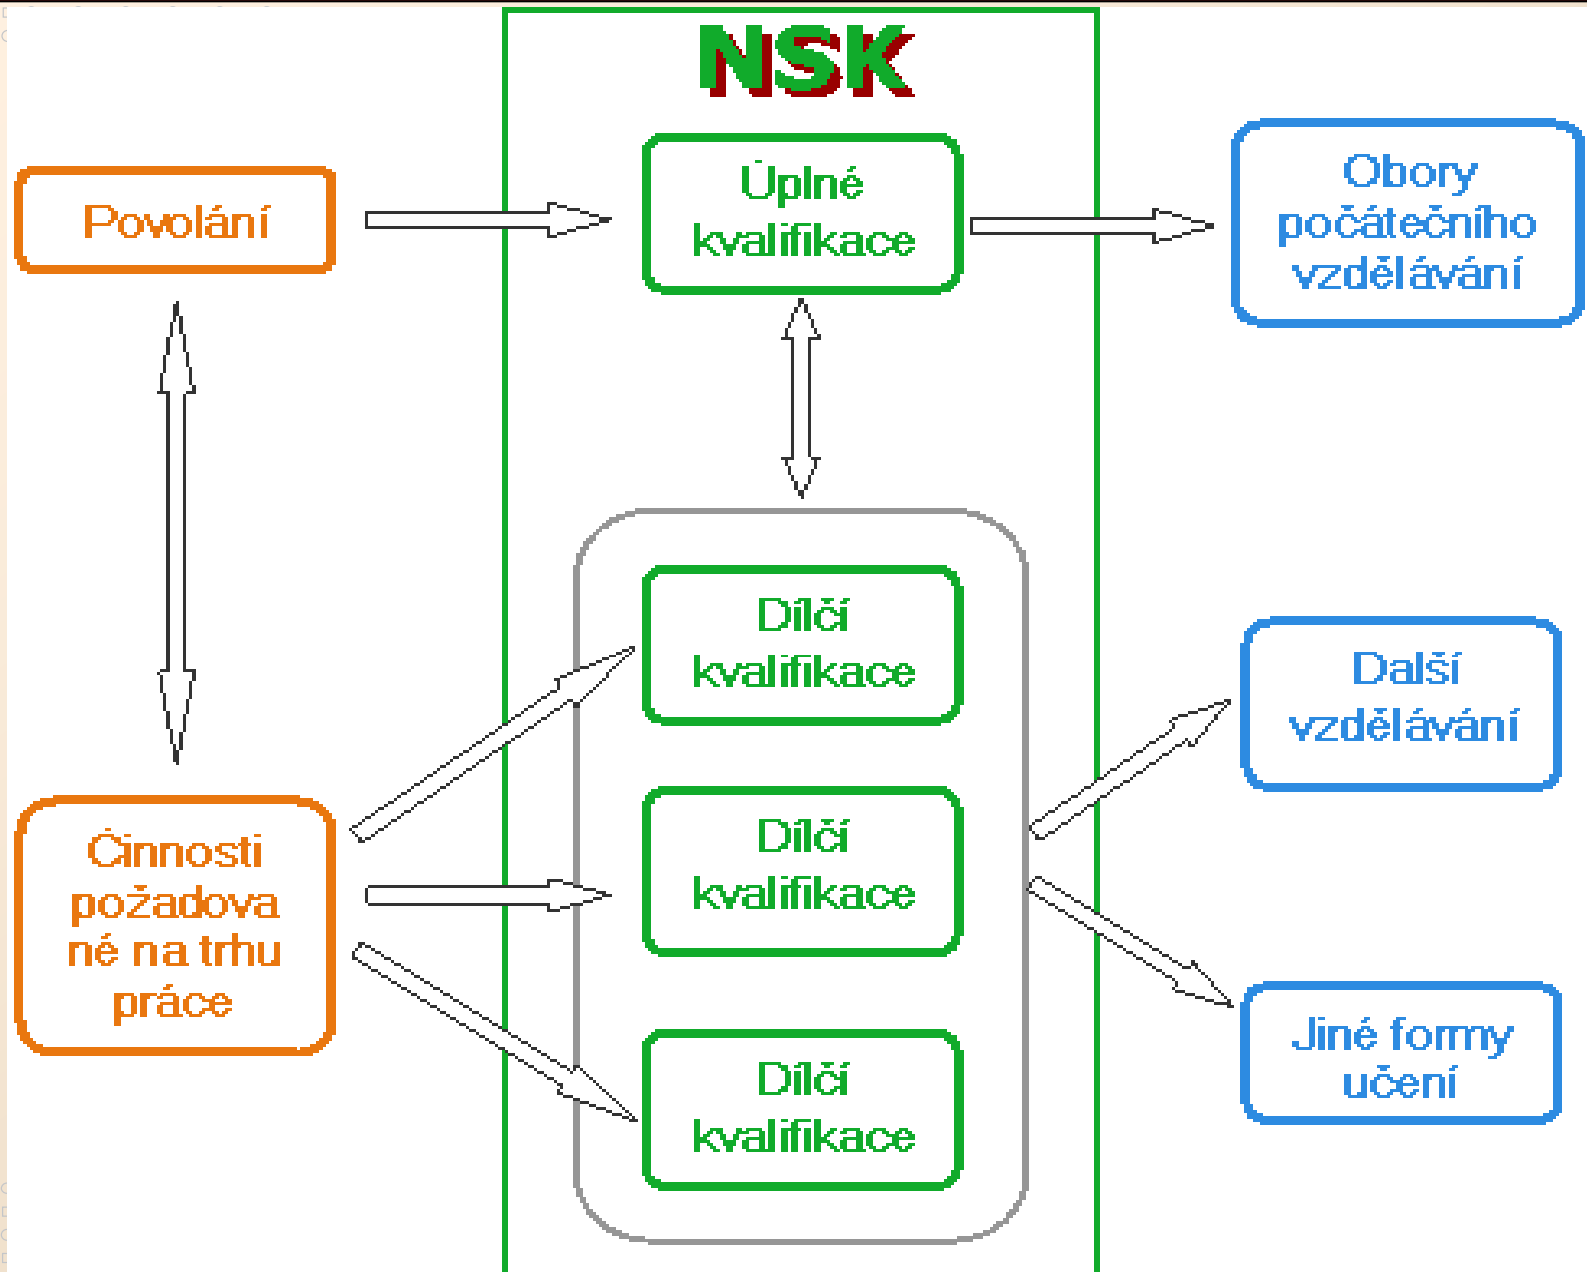 NSK
Povolání
Úplné
kvalifikace
Obory
počátečního
vzdělávání
Činnosti
požadova
né na trhu
práce
Dílčí
kvalifikace
Dílčí
kvalifikace
Dílčí
kvalifikace
Další
vzdělávání
Jiné formy
učení